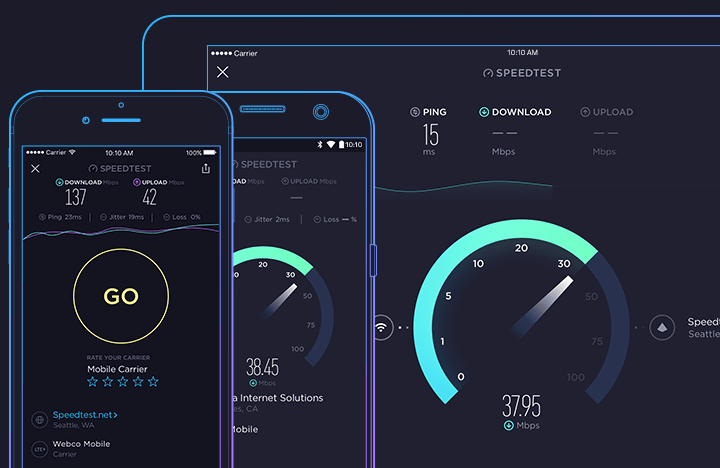 Carrier 10:10 AM
SPEEDTEST
PING DOWNLOAD UPLOAD
15 — — — —
ms Mbps Mbps
0 1 5 10 20 30 50 75 100
37.95
Mbps
Speedt
Seattle,
10:10
SPEEDTEST
Mbps UPLOAD Mbps
—
Jitter 2ms Loss — %
20 30 50 75 100
38.45
Mbps
a Internet Solutions
es, CA
obile
Carrier 10:10 AM 100%
SPEEDTEST
DOWNLOAD Mbps UPLOAD Mbps
137 42
Ping 23ms Jitter 19ms Loss 0%
GO
RATE YOUR CARRIER
Mobile Carrier
Speedtest.net >
Seattle, WA
LTE+
Webco Mobile
Carrier